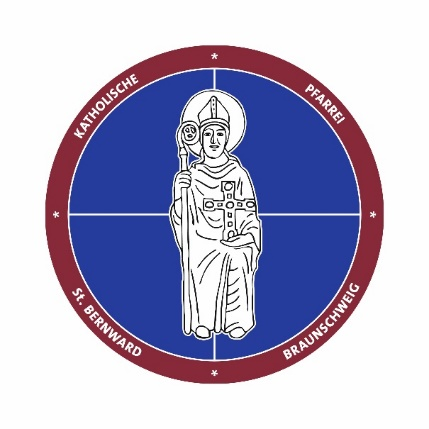 KATHOLISCHE
PFARREI
St. BERNWARD
BRAUNSCHWEIG